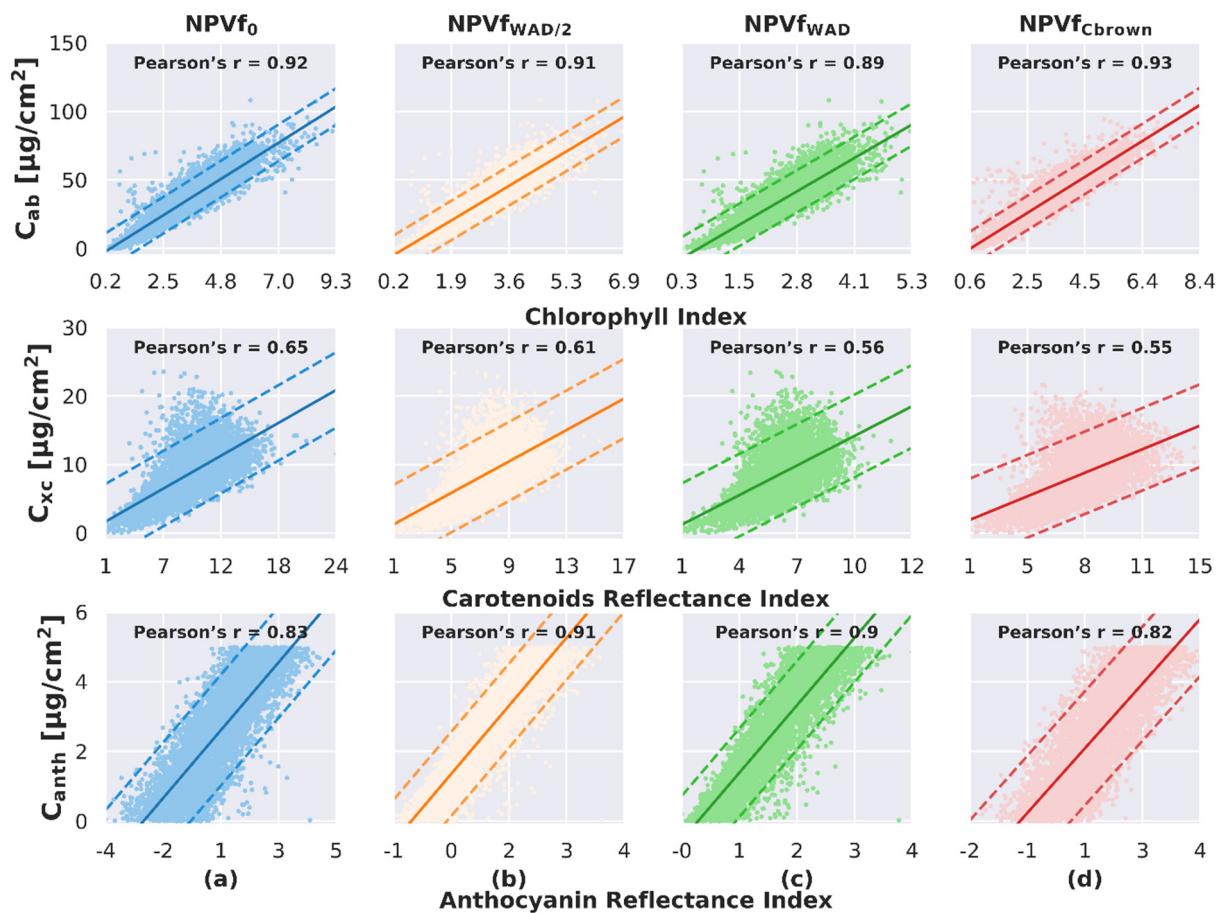 NPVf0 NPVfWAD/2 NPVfWAD NPVfCbrown
150
Pearson's r = 0.92 Pearson's r = 0.91 Pearson's r = 0.89 Pearson's r = 0.93
100
Cab [µg/cm2]
50
0
0.2 2.5 4.8 7.0 9.3 0.2 1.9 3.6 5.3 6.9 0.3 1.5 2.8 4.1 5.3 0.6 2.5 4.5 6.4 8.4
Chlorophyll Index
30
Pearson's r = 0.65 Pearson's r = 0.61 Pearson's r = 0.56 Pearson's r = 0.55
20
Cxc [µg/cm2]
10
0
1 7 12 18 24 1 5 9 13 17 1 4 7 10 12 1 5 8 12 15
Carotenoids Reflectance Index
6
Pearson's r = 0.83 Pearson's r = 0.91 Pearson's r = 0.9 Pearson's r = 0.82
4
Canth [µg/cm2]
2
0
-4 -1 1 3 5 -1 0 2 3 4 -0 1 2 3 4 -2 -1 1 3 4
(a) (b) (c) (d)
Anthocyanin Reflectance Index